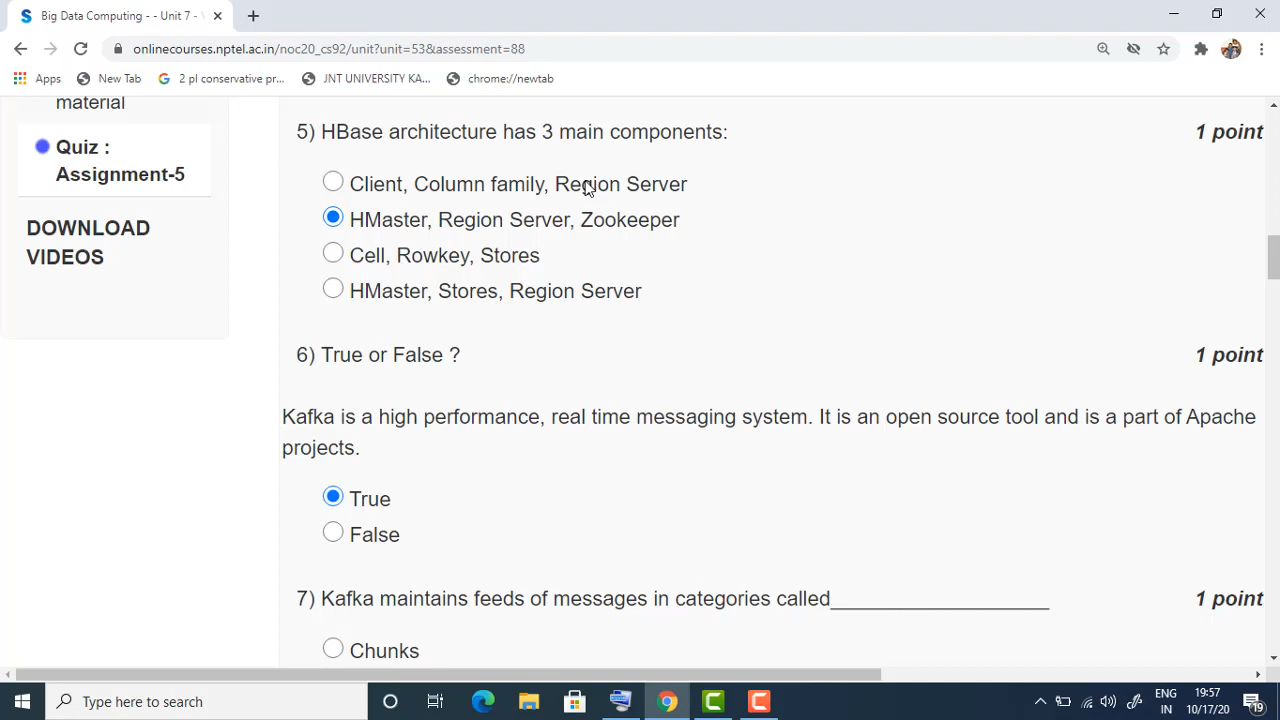 Big Data Computing - - Unit 7 -
onlinecourses.nptel.ac.in/noc20_cs92/unit?unit=53&assessment=88
Apps
New Tab
2 pl conservative pr...
JNT UNIVERSITY KA...
chrome://newtab
material
Quiz :
Assignment-5
DOWNLOAD
VIDEOS
5) HBase architecture has 3 main components:
1 point
Client, Column family, Region Server
HMaster, Region Server, Zookeeper
Cell, Rowkey, Stores
HMaster, Stores, Region Server
6) True or False ?
1 point
Kafka is a high performance, real time messaging system. It is an open source tool and is a part of Apache
projects.
True
False
7) Kafka maintains feeds of messages in categories called____________________
1 point
Chunks
Type here to search
ENG
IN
19:57
10/17/20
19